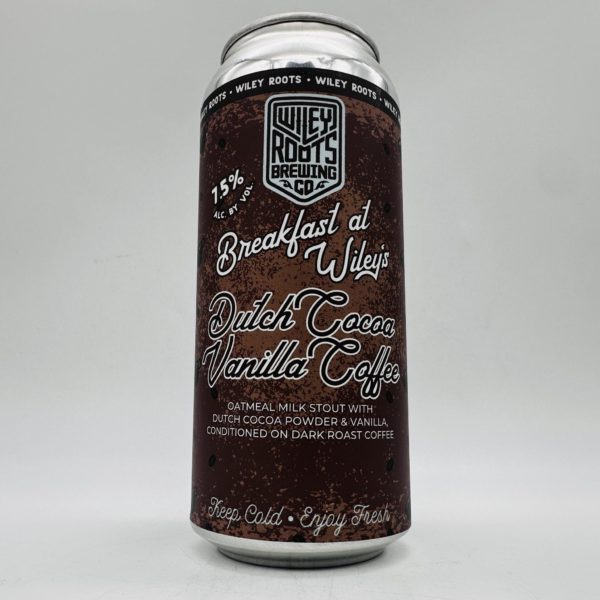 WILEY ROOTS • WILEY ROOTS • WILEY ROOTS •
WILEY
ROOTS
BREWING
CO.
7.5%
ALC. BY VOL.
Breakfast at
Wiley's
Dutch Cocoa
Vanilla Coffee
OATMEAL MILK STOUT WITH
DUTCH COCOA POWDER & VANILLA,
CONDITIONED ON DARK ROAST COFFEE
Keep Cold • Enjoy Fresh